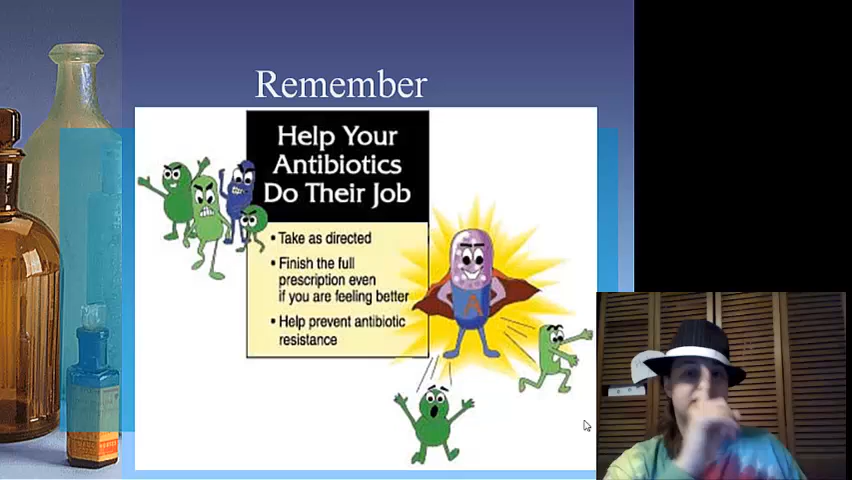 Remember
Help Your
Antibiotics
Do Their Job
• Take as directed
• Finish the full
prescription even
if you are feeling better
• Help prevent antibiotic
resistance
A